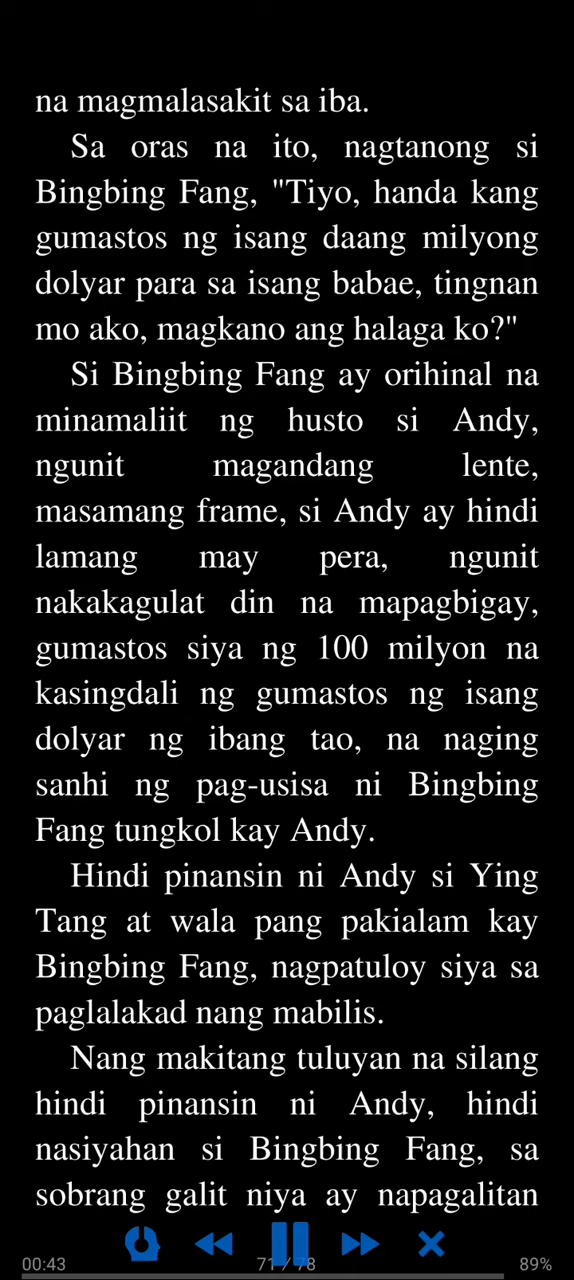 na magmalasakit sa iba.
Sa oras na ito, nagtanong si
Bingbing Fang, "Tiyo, handa kang
gumastos ng isang daang milyong
dolyar para sa isang babae, tingnan
mo ako, magkano ang halaga ko?"
Si Bingbing Fang ay orihinal na
minamaliit ng husto si Andy,
ngunit magandang lente,
masamang frame, si Andy ay hindi
lamang may pera, ngunit
nakakagulat din na mapagbigay,
gumastos siya ng 100 milyon na
kasingdali ng gumastos ng isang
dolyar ng ibang tao, na naging
sanhi ng pag-usisa ni Bingbing
Fang tungkol kay Andy.
Hindi pinansin ni Andy si Ying
Tang at wala pang pakialam kay
Bingbing Fang, nagpatuloy siya sa
paglalakad nang mabilis.
Nang makitang tuluyan na silang
hindi pinansin ni Andy, hindi
nasiyahan si Bingbing Fang, sa
sobrang galit niya ay napagalitan
00:43 71 / 78 89%